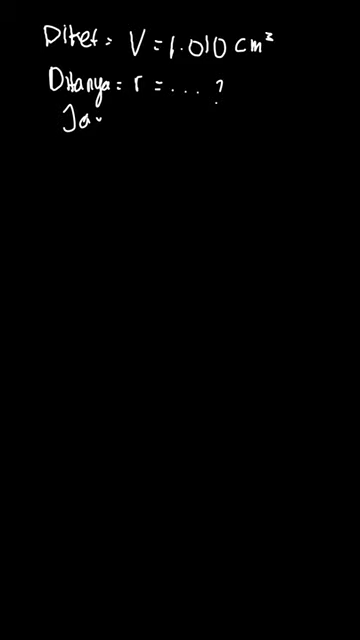 Diket = V = 1.010 cm³
Ditanya = r = ... ?
Ja